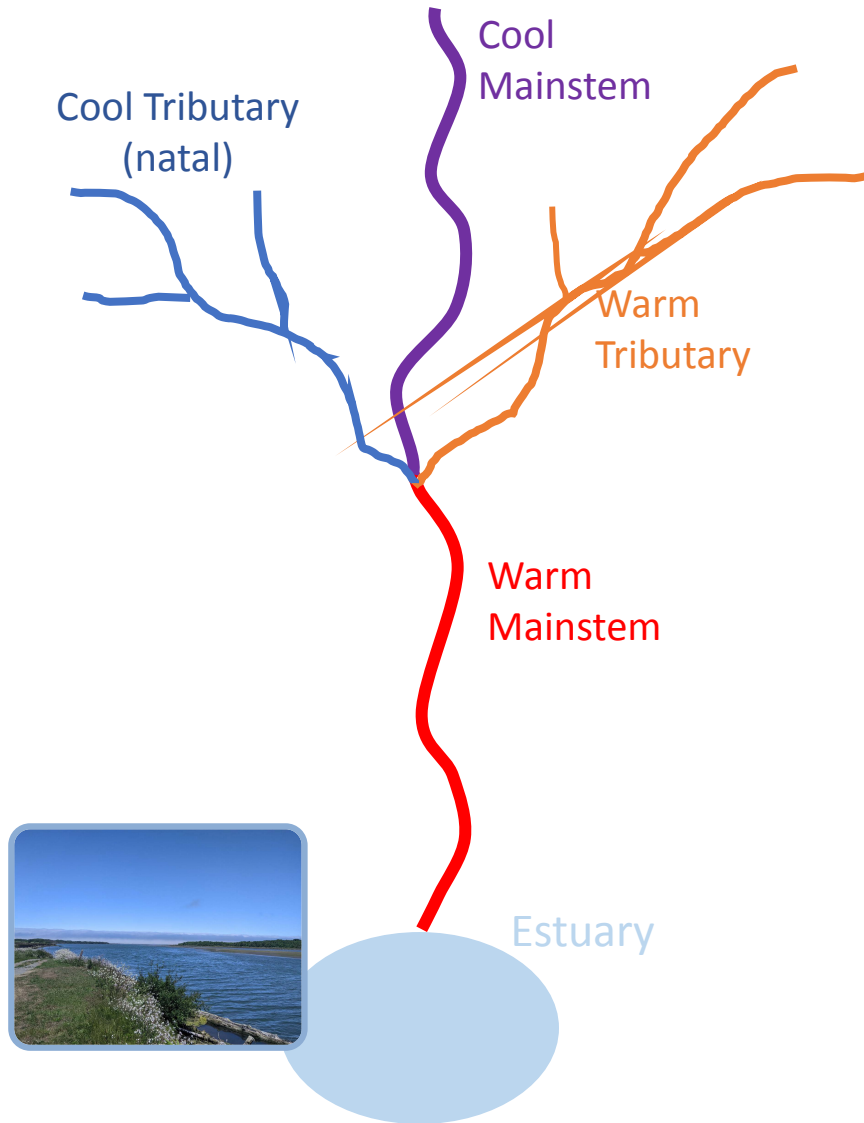 Cool
Mainstem
Cool Tributary
(natal)
Warm
Tributary
Warm
Mainstem
Estuary